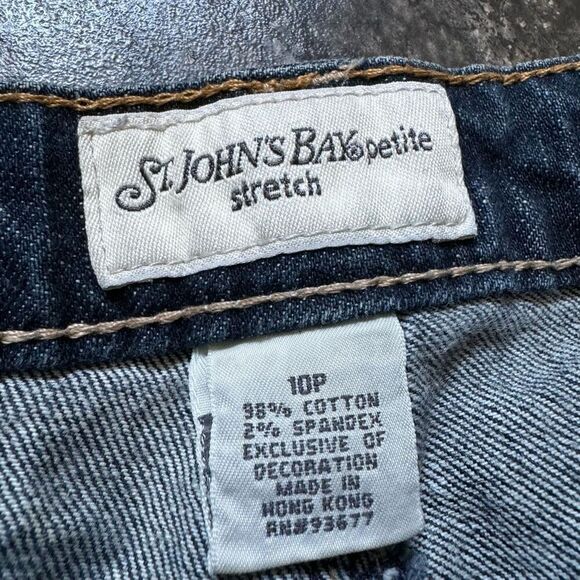 ST. JOHN'S BAY petite
stretch
10P
98% COTTON
2% SPANDEX
EXCLUSIVE OF
DECORATION
MADE IN
HONG KONG
RN#93677